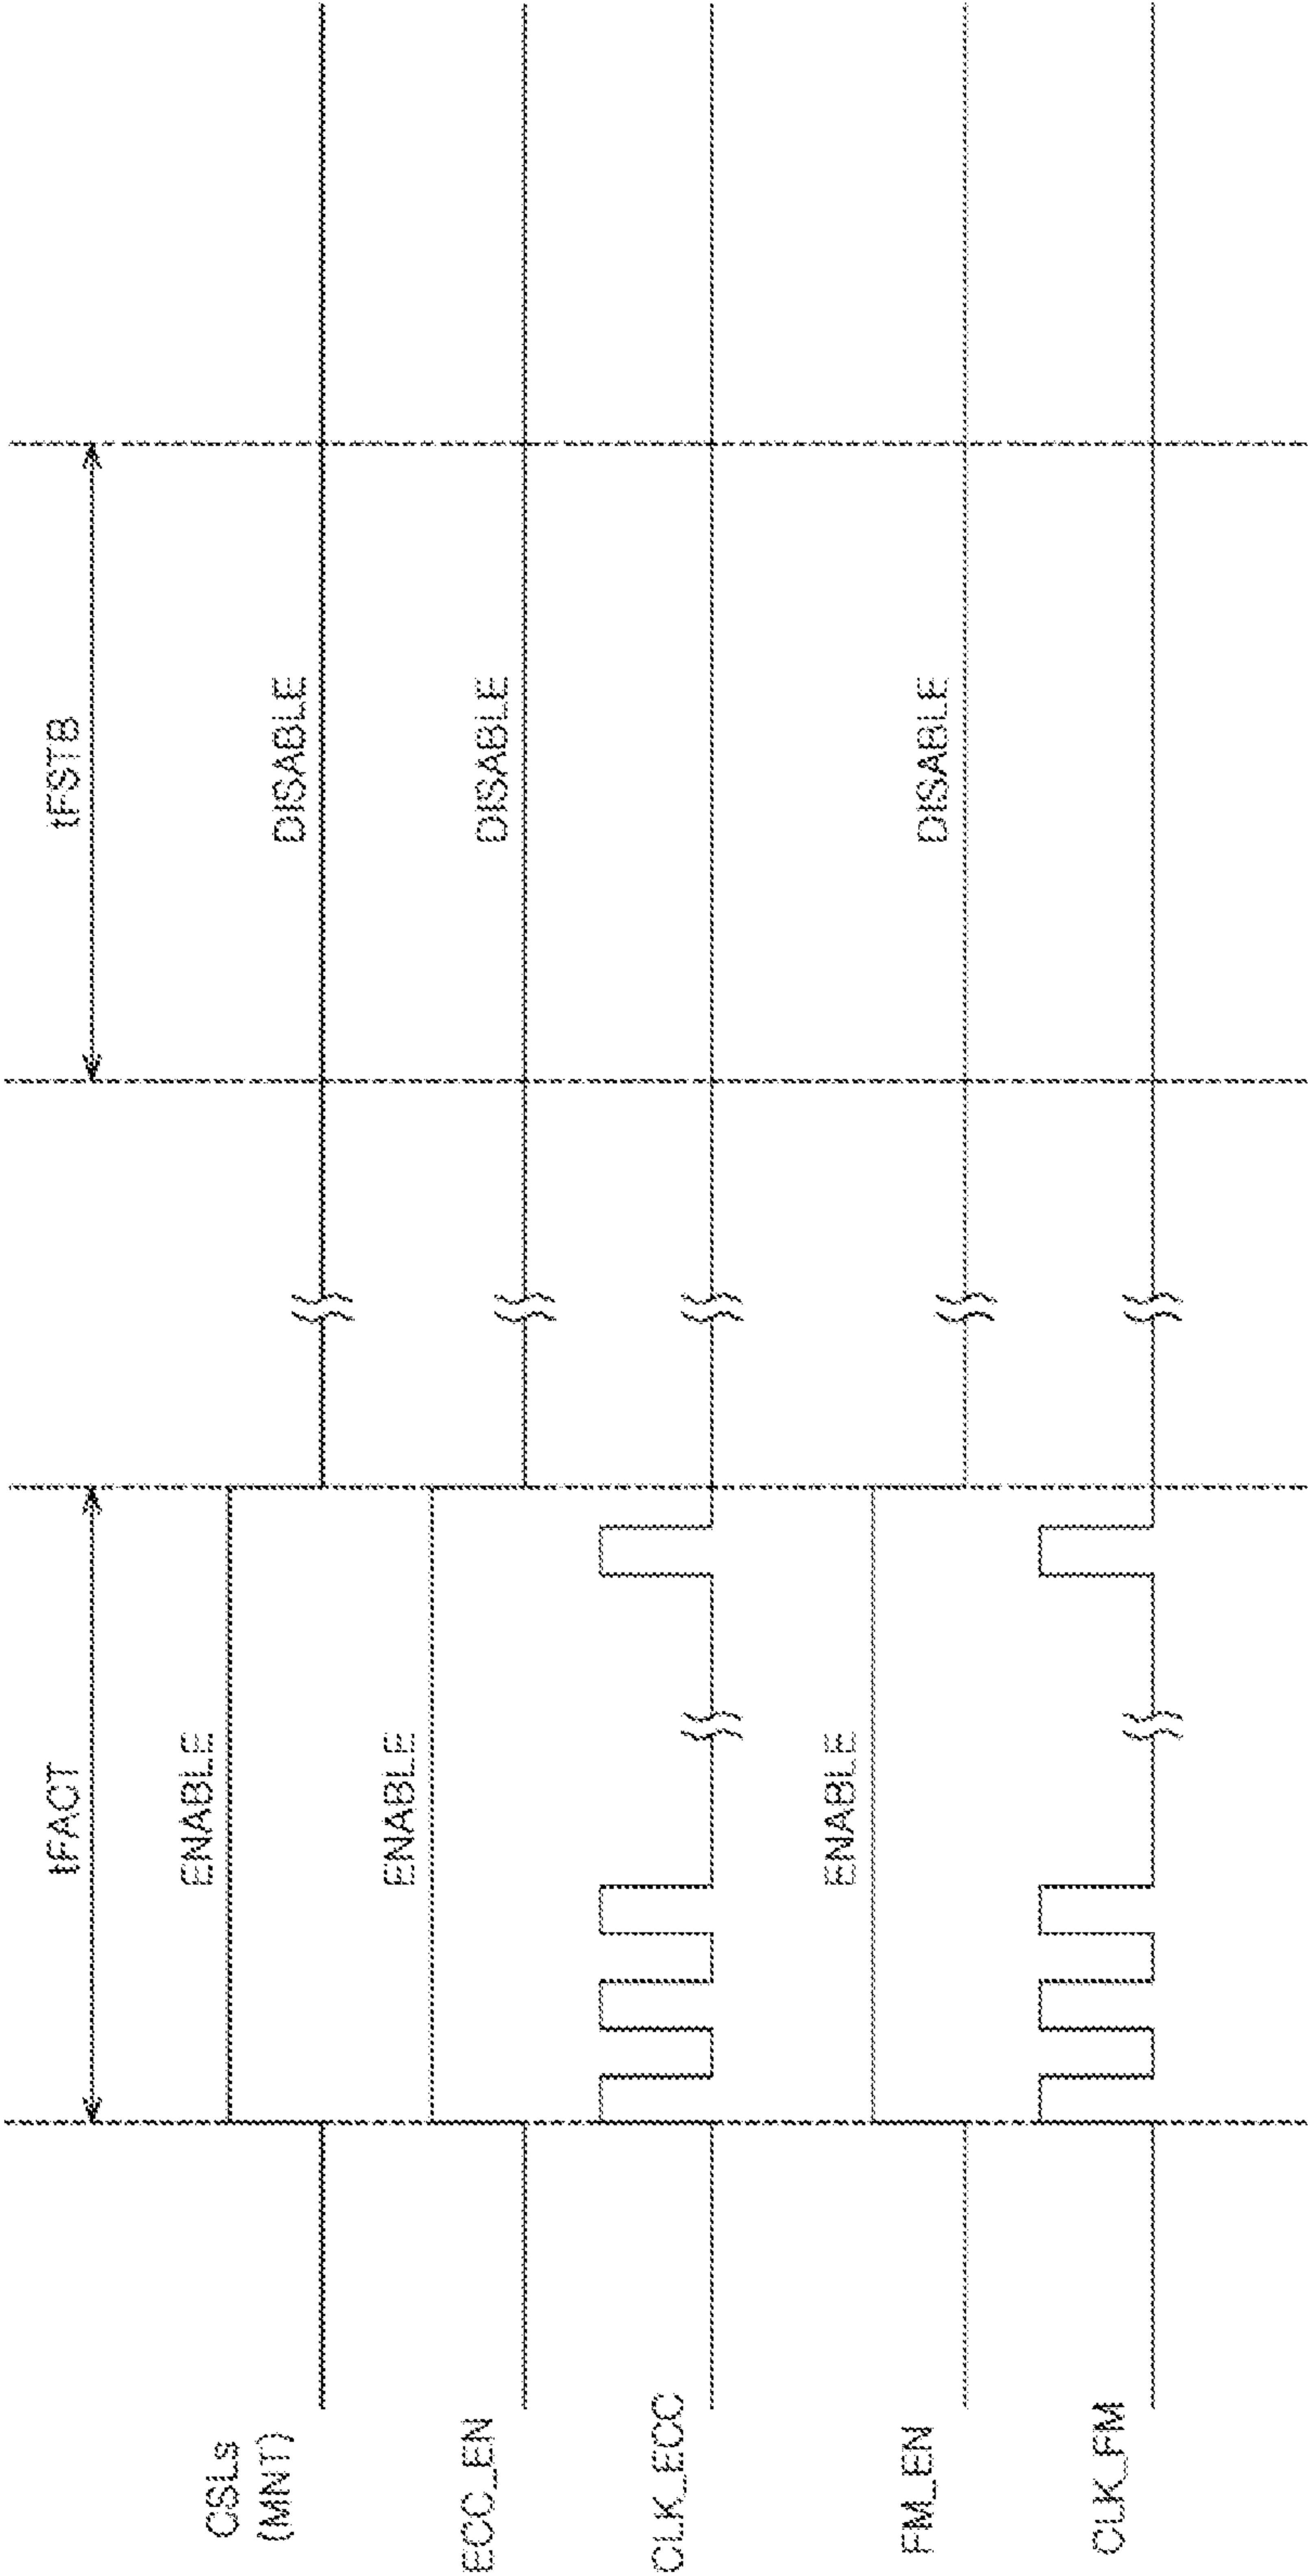 tFACT
tFSTB
CSLs
(MNT)
ENABLE
DISABLE
ECC_EN
ENABLE
DISABLE
CLK_ECC
FM_EN
ENABLE
DISABLE
CLK_FM